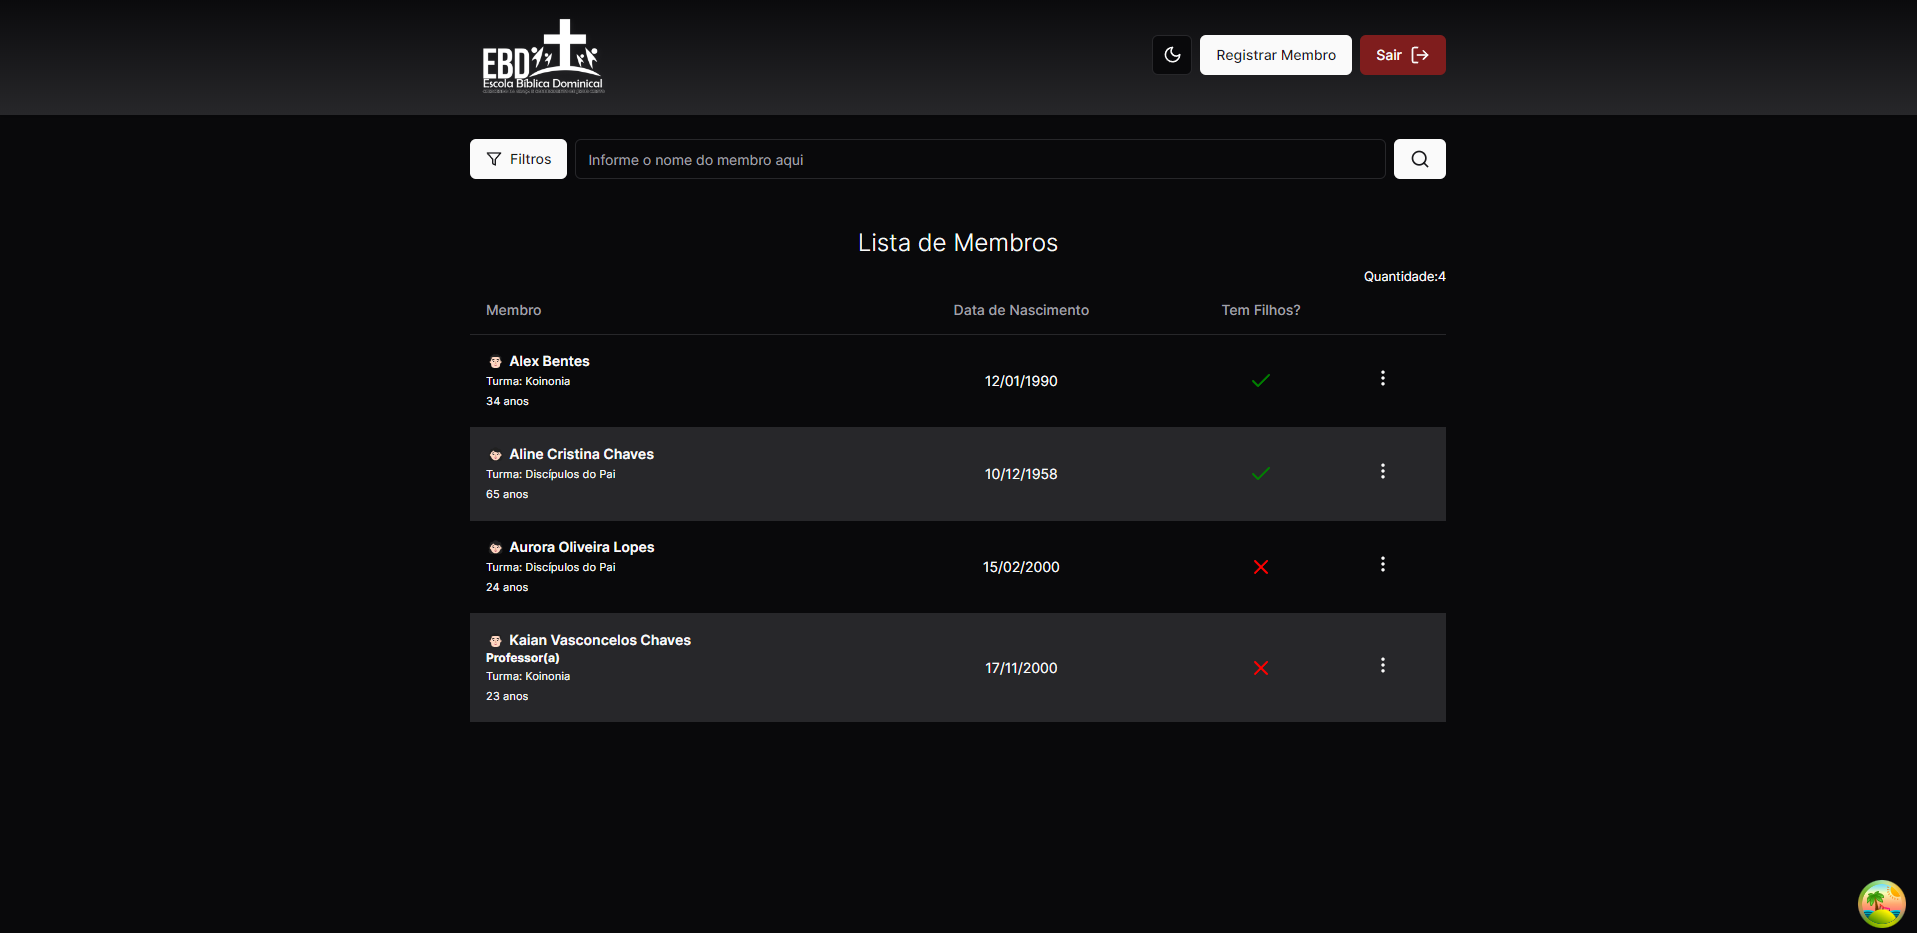 EBD
Escola Bíblica Dominical
Registrar Membro
Sair
Filtros
Informe o nome do membro aqui
Lista de Membros
Quantidade:4
Membro Data de Nascimento Tem Filhos?
Alex Bentes
Turma: Koinonia
34 anos
12/01/1990
Aline Cristina Chaves
Turma: Discípulos do Pai
65 anos
10/12/1958
Aurora Oliveira Lopes
Turma: Discípulos do Pai
24 anos
15/02/2000
Kaian Vasconcelos Chaves
Professor(a)
Turma: Koinonia
23 anos
17/11/2000